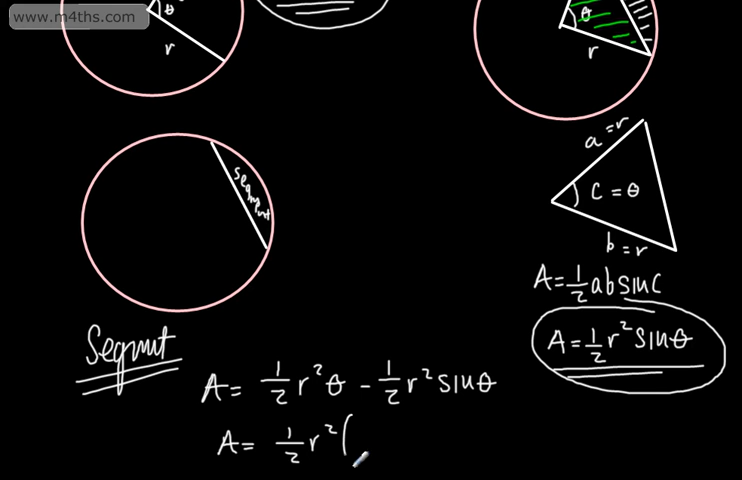 www.m4ths.com
θ
r
θ
r
segment
a = r
C = θ
b = r
A = 1/2 ab sin C
A = 1/2 r² sin θ
Segment
A = 1/2 r² θ - 1/2 r² sin θ
A = 1/2 r² (